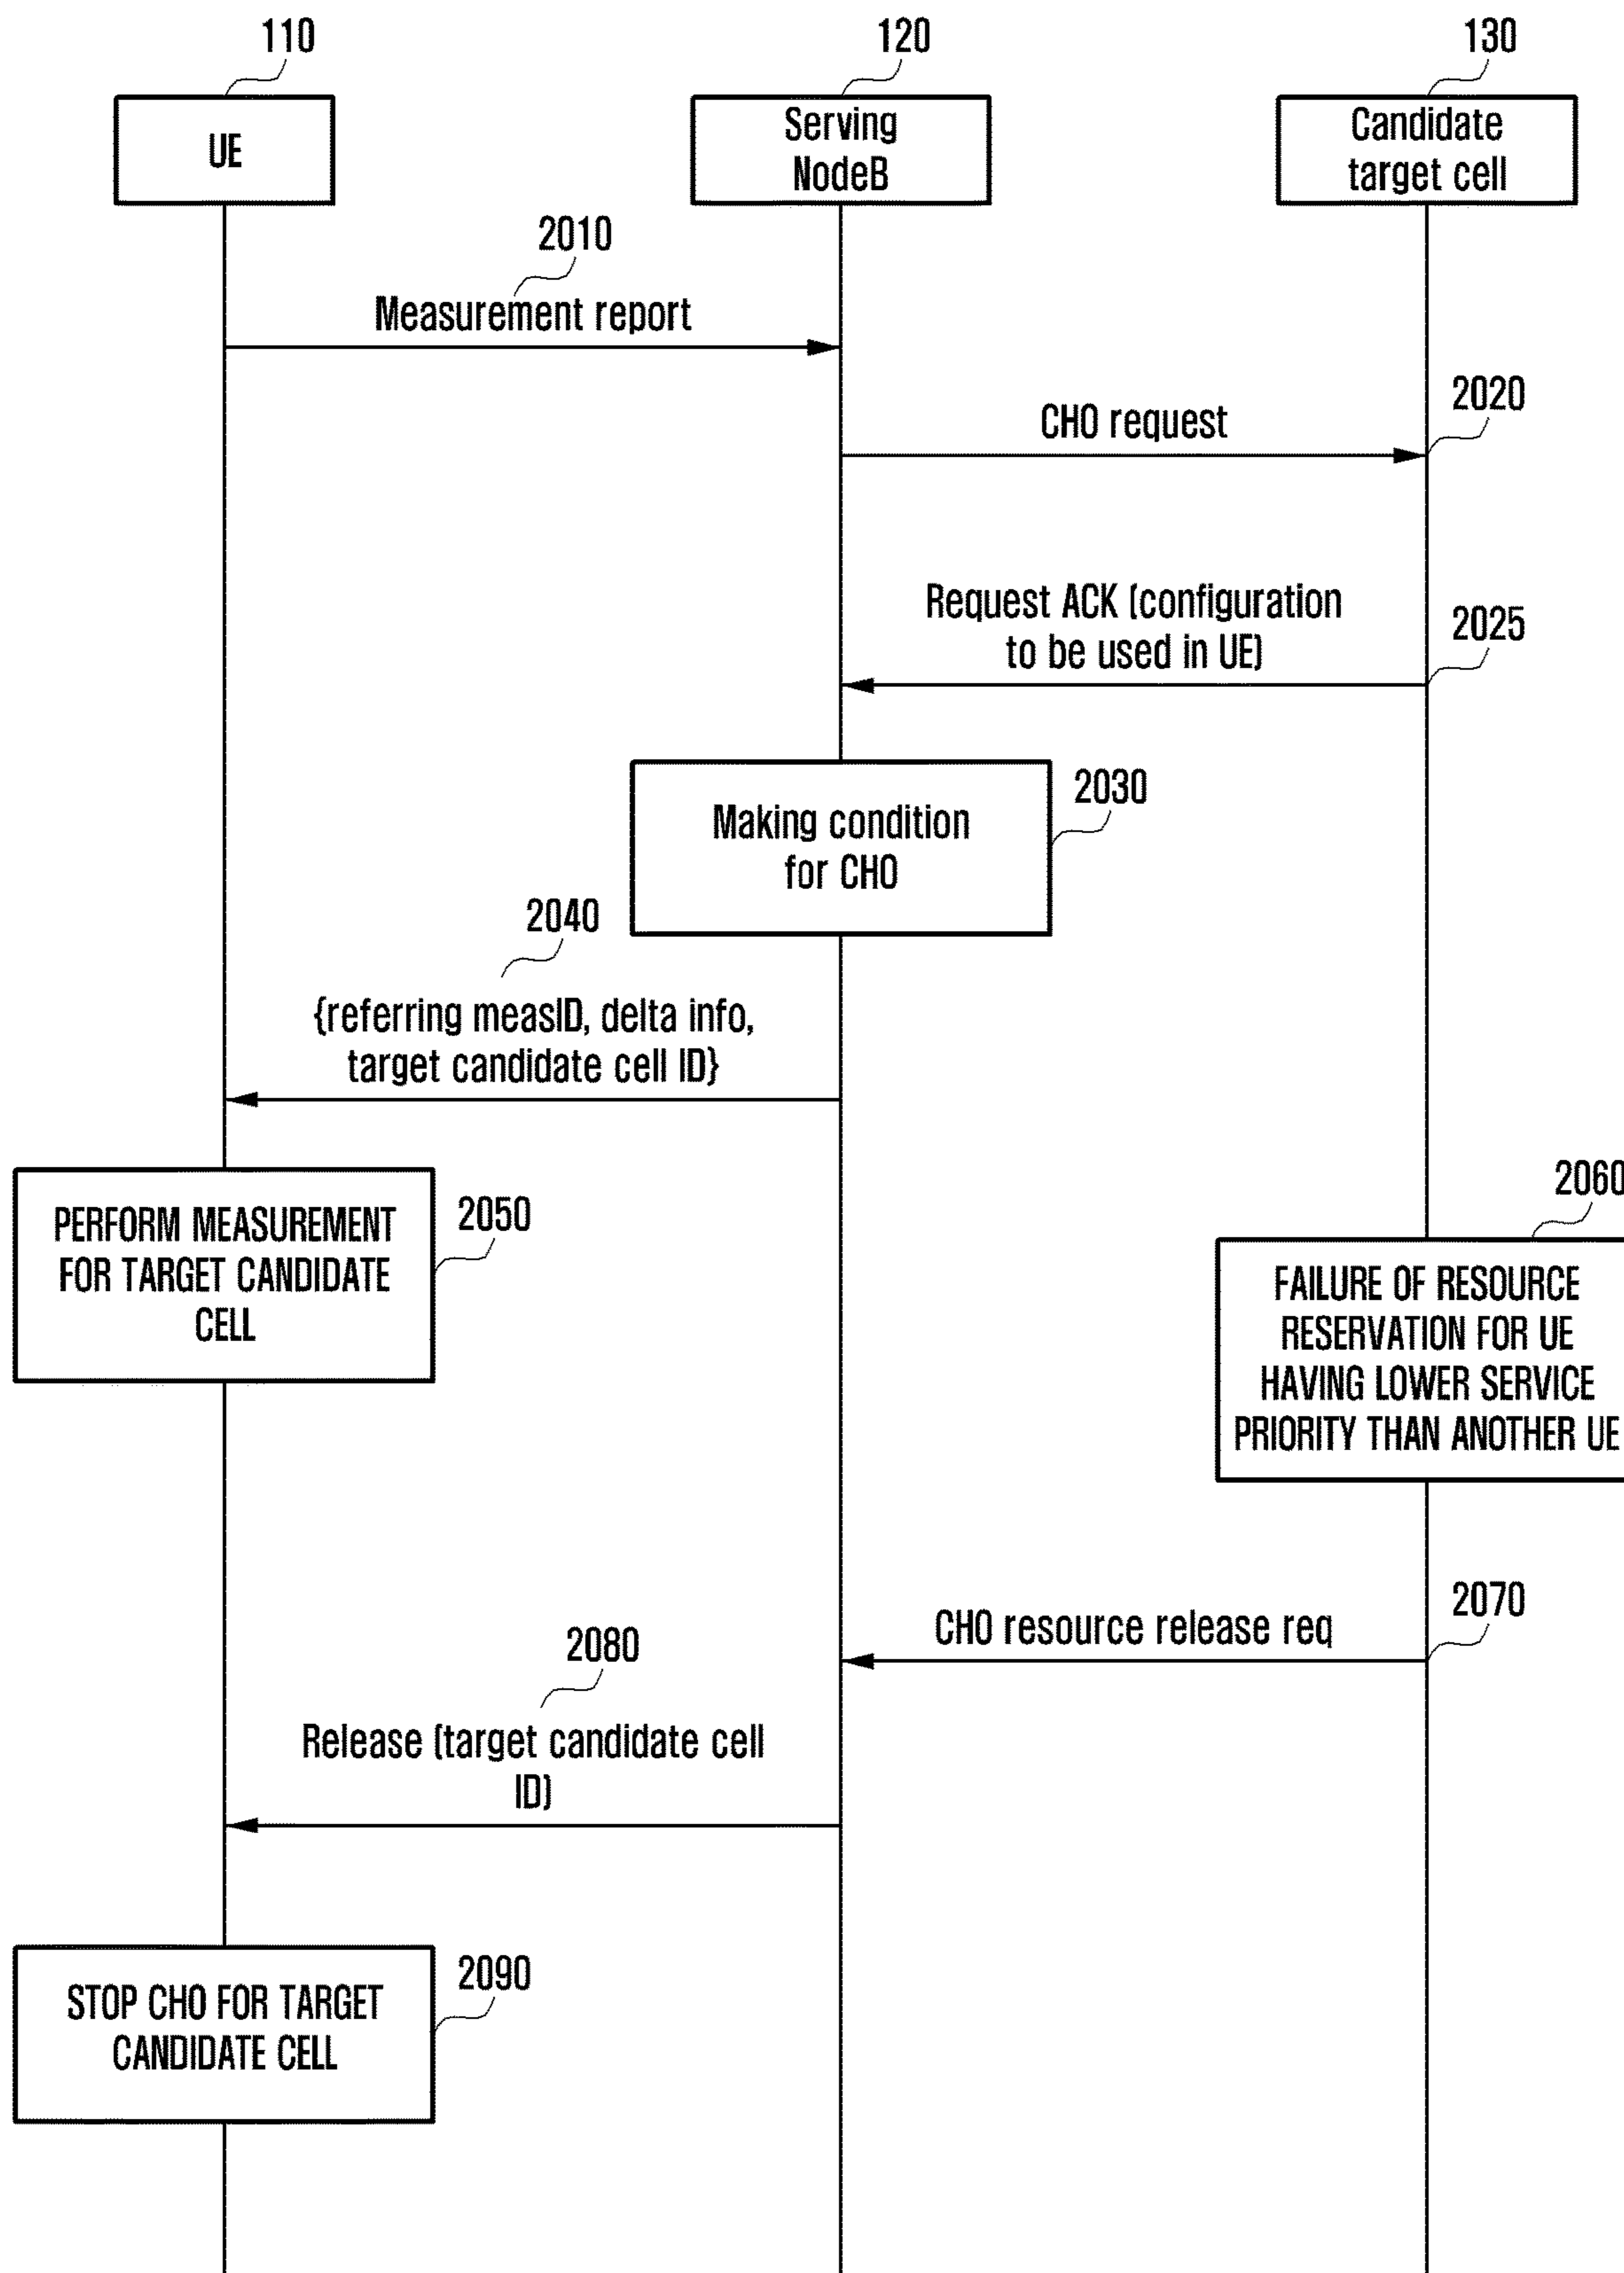 110
120
130
UE
Serving
NodeB
Candidate
target cell
2010
Measurement report
2020
CHO request
Request ACK (configuration
to be used in UE)
2025
Making condition
for CHO
2030
2040
{referring measID, delta info,
target candidate cell ID}
PERFORM MEASUREMENT
FOR TARGET CANDIDATE
CELL
2050
2060
FAILURE OF RESOURCE
RESERVATION FOR UE
HAVING LOWER SERVICE
PRIORITY THAN ANOTHER UE
2070
CHO resource release req
2080
Release (target candidate cell
ID)
STOP CHO FOR TARGET
CANDIDATE CELL
2090